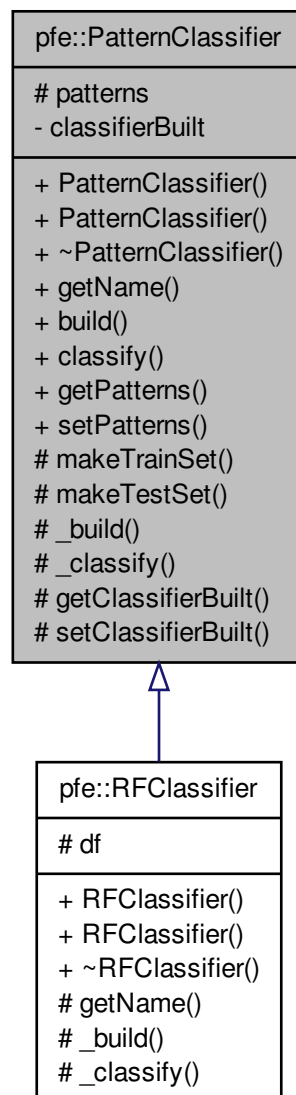 pfe::PatternClassifier
# patterns
- classifierBuilt
+ PatternClassifier()
+ PatternClassifier()
+ ~PatternClassifier()
+ getName()
+ build()
+ classify()
+ getPatterns()
+ setPatterns()
# makeTrainSet()
# makeTestSet()
# _build()
# _classify()
# getClassifierBuilt()
# setClassifierBuilt()
pfe::RFClassifier
# df
+ RFClassifier()
+ RFClassifier()
+ ~RFClassifier()
# getName()
# _build()
# _classify()